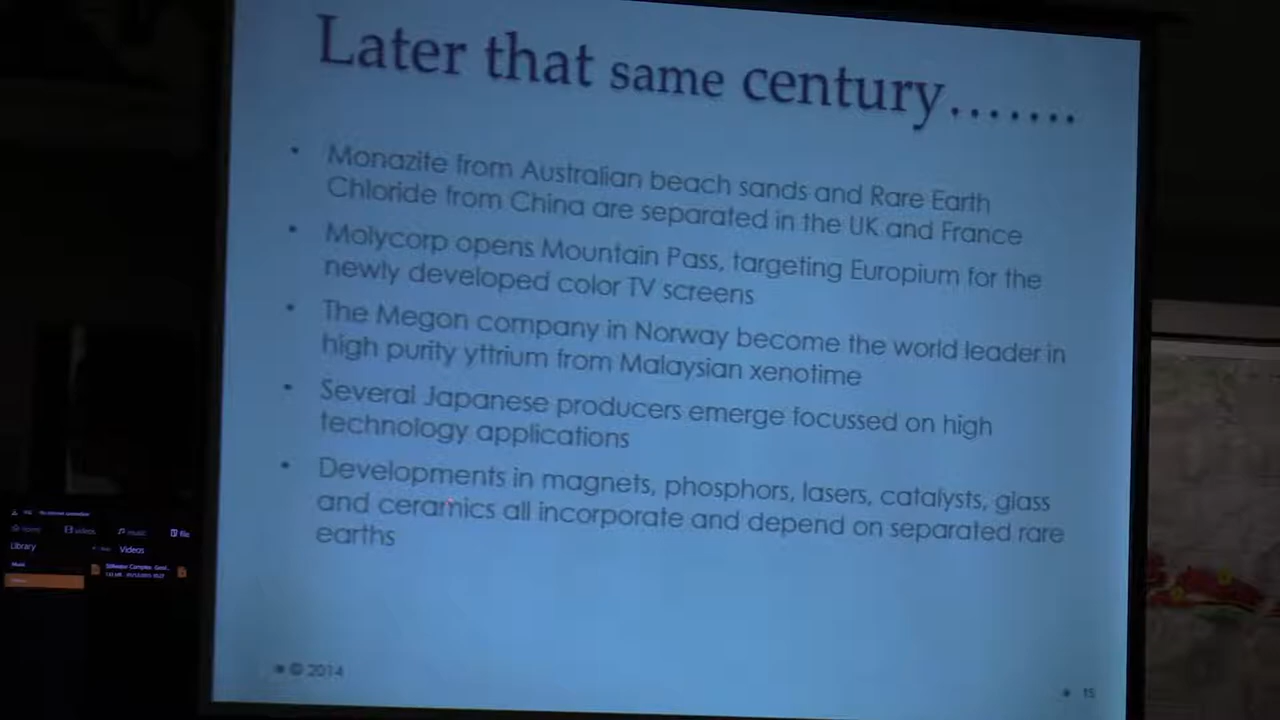 Later that same century.......
• Monazite from Australian beach sands and Rare Earth
Chloride from China are separated in the UK and France
• Molycorp opens Mountain Pass, targeting Europium for the
newly developed color TV screens
• The Megon company in Norway become the world leader in
high purity yttrium from Malaysian xenotime
• Several Japanese producers emerge focussed on high
technology applications
• Developments in magnets, phosphors, lasers, catalysts, glass
and ceramics all incorporate and depend on separated rare
earths
• © 2014
• 15
videos
music
file
Library
Videos
Music